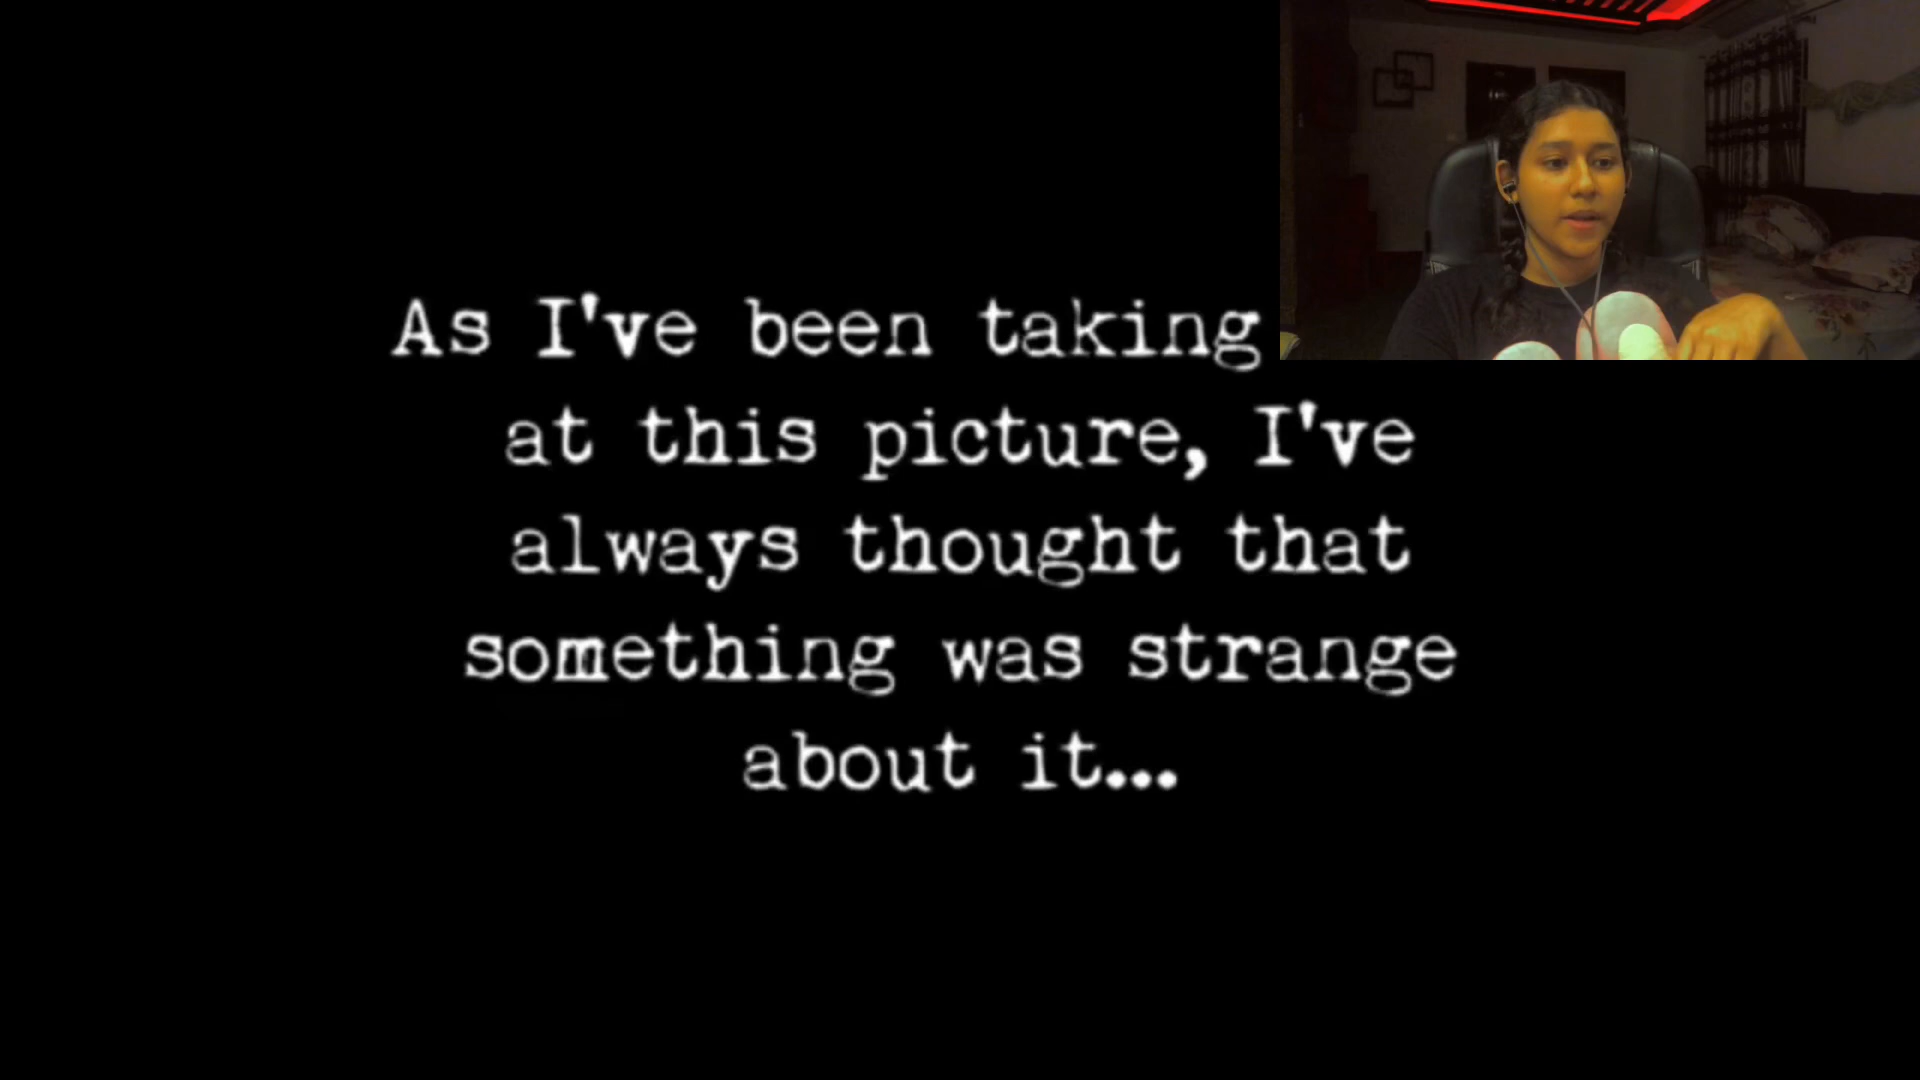 As I've been taking
at this picture, I've
always thought that
something was strange
about it...